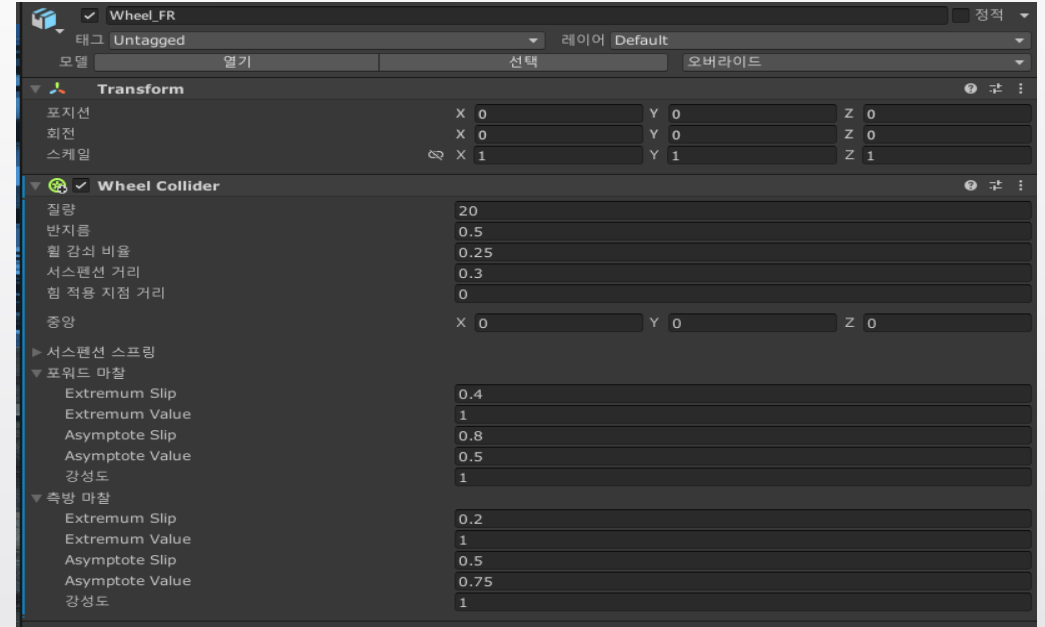 Wheel_FR 정적
태그 Untagged 레이어 Default
모델 열기 선택 오버라이드
Transform
포지션 X 0 Y 0 Z 0
회전 X 0 Y 0 Z 0
스케일 X 1 Y 1 Z 1
Wheel Collider
질량 20
반지름 0.5
휠 감쇠 비율 0.25
서스펜션 거리 0.3
힘 적용 지점 거리 0
중앙 X 0 Y 0 Z 0
서스펜션 스프링
포워드 마찰
Extremum Slip 0.4
Extremum Value 1
Asymptote Slip 0.8
Asymptote Value 0.5
강성도 1
측방 마찰
Extremum Slip 0.2
Extremum Value 1
Asymptote Slip 0.5
Asymptote Value 0.75
강성도 1